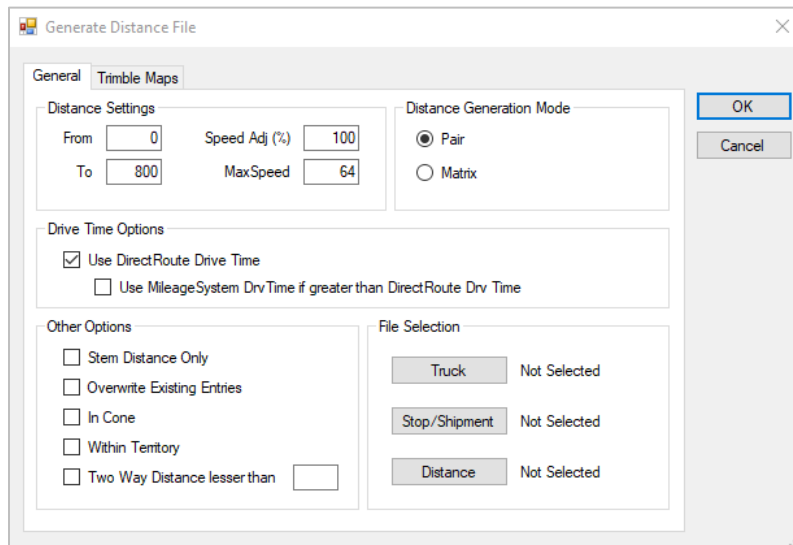 Generate Distance File
General Trimble Maps
Distance Settings
From 0 Speed Adj (%) 100
To 800 MaxSpeed 64
Distance Generation Mode
Pair
Matrix
OK
Cancel
Drive Time Options
Use DirectRoute Drive Time
Use MileageSystem DrvTime if greater than DirectRoute Drv Time
Other Options
Stem Distance Only
Overwrite Existing Entries
In Cone
Within Territory
Two Way Distance lesser than
File Selection
Truck Not Selected
Stop/Shipment Not Selected
Distance Not Selected